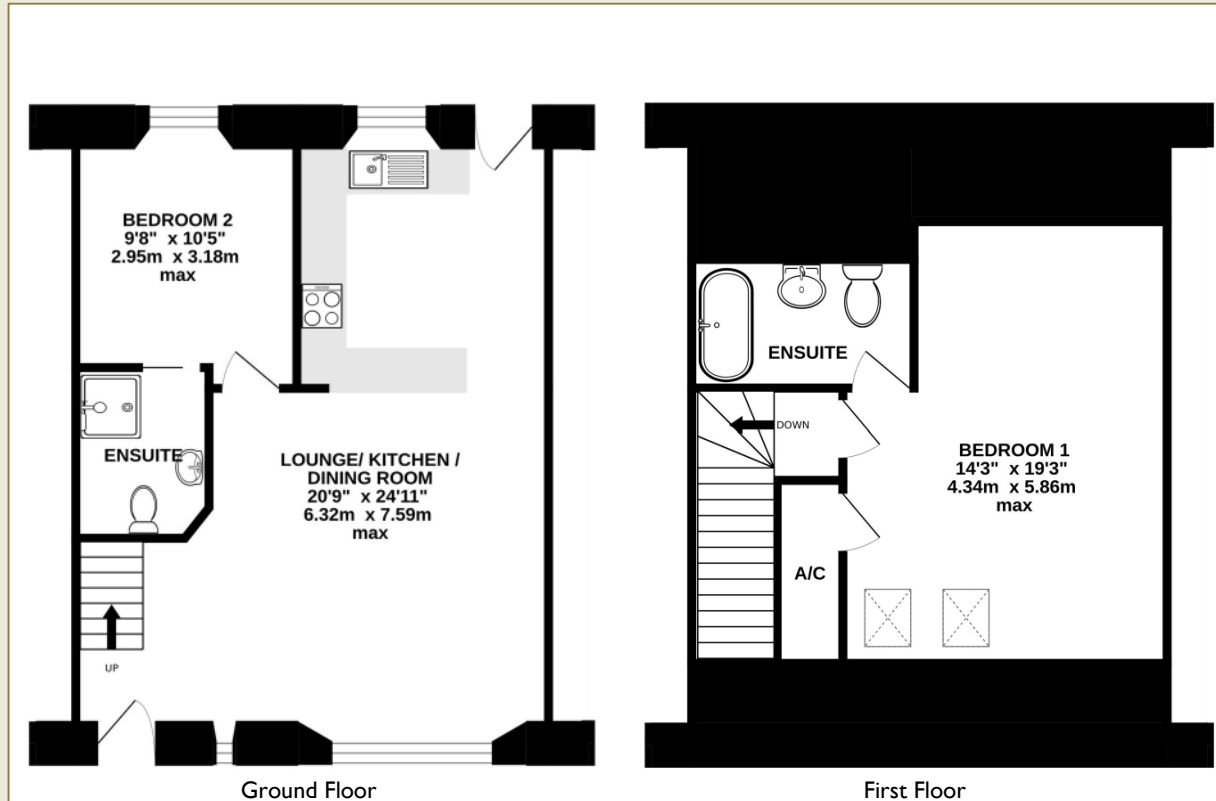 BEDROOM 2
9'8" x 10'5"
2.95m x 3.18m
max
ENSUITE
LOUNGE/ KITCHEN /
DINING ROOM
20'9" x 24'11"
6.32m x 7.59m
max
UP
Ground Floor
ENSUITE
DOWN
BEDROOM 1
14'3" x 19'3"
4.34m x 5.86m
max
A/C
First Floor